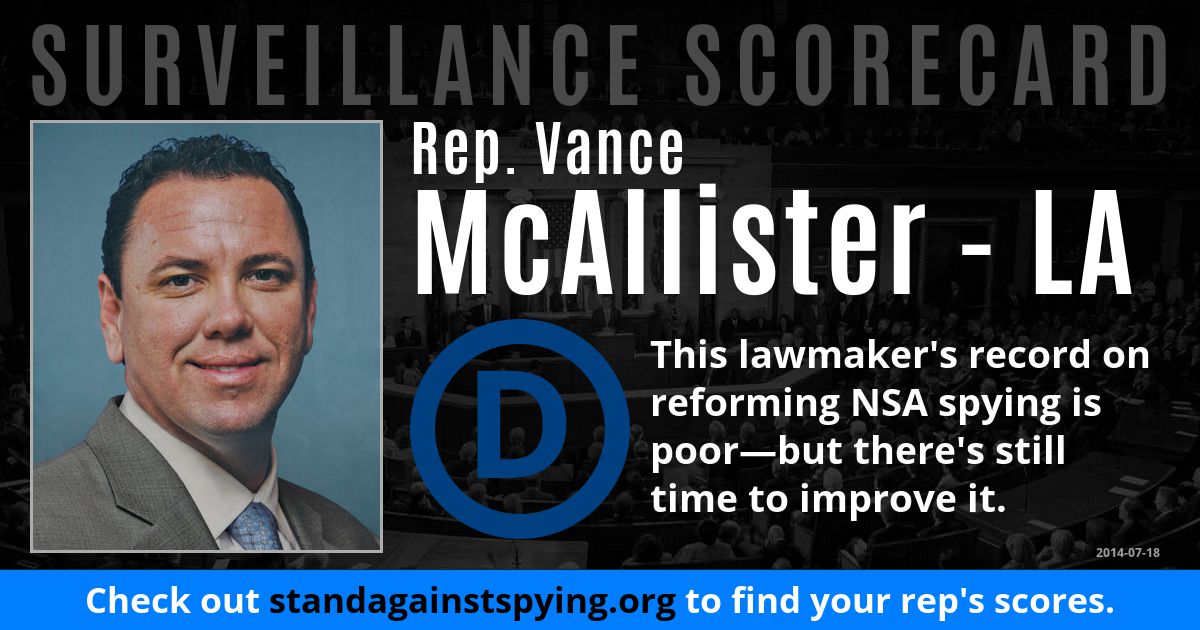 SURVEILLANCE SCORECARD
Rep. Vance
McAllister - LA
D
This lawmaker's record on
reforming NSA spying is
poor—but there's still
time to improve it.
2014-07-18
Check out standagainstspying.org to find your rep's scores.